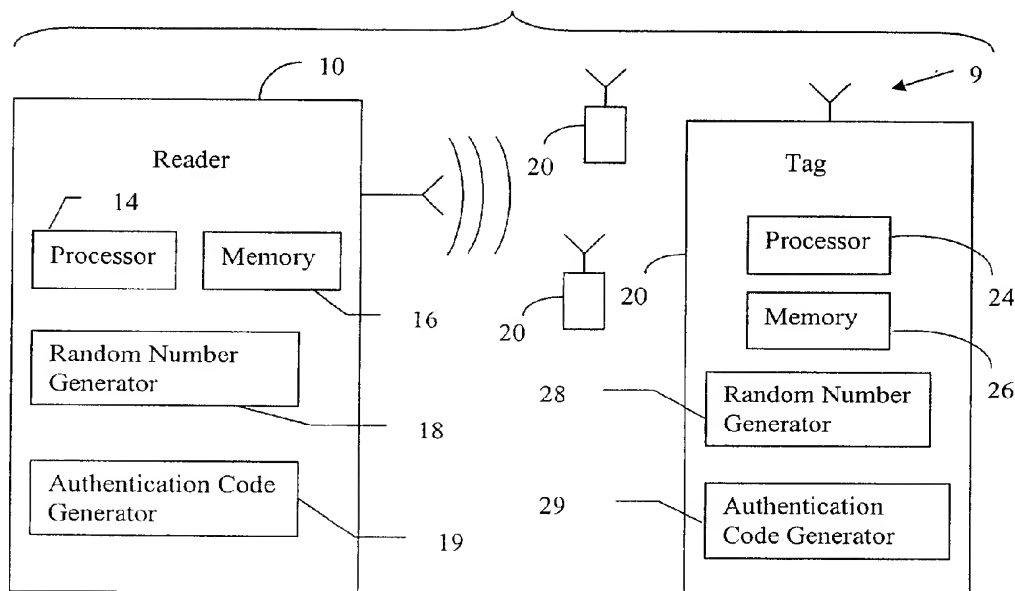 10
9
Reader
20
Tag
14
Processor
Memory
Processor
20
24
16
20
Memory
Random Number
Generator
28
26
18
Random Number
Generator
Authentication Code
Generator
29
19
Authentication
Code Generator